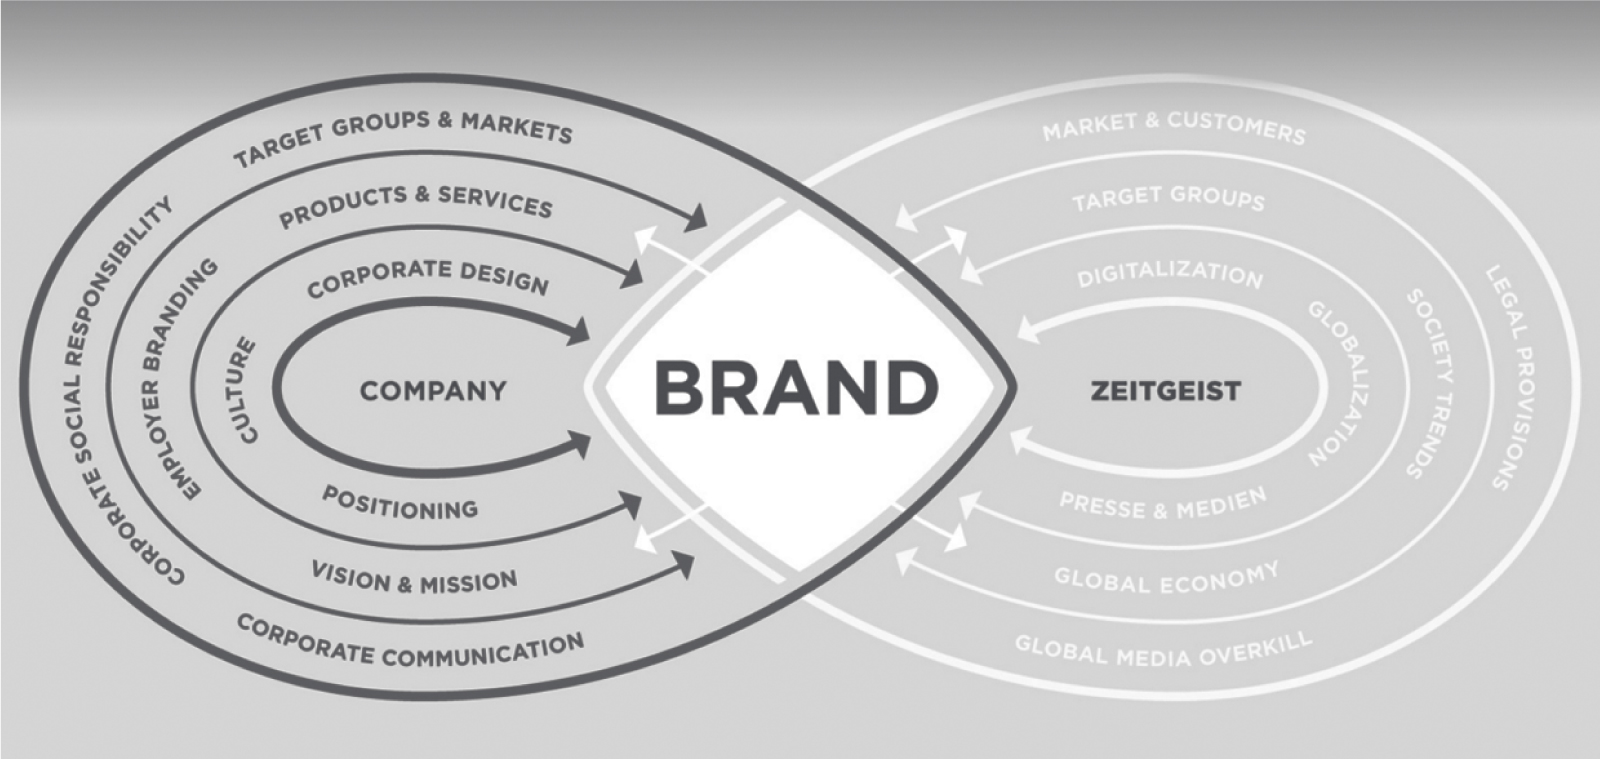 TARGET GROUPS & MARKETS
PRODUCTS & SERVICES
CORPORATE DESIGN
CORPORATE SOCIAL RESPONSIBILITY
EMPLOYER BRANDING
CULTURE
COMPANY
POSITIONING
VISION & MISSION
CORPORATE COMMUNICATION
BRAND
MARKET & CUSTOMERS
TARGET GROUPS
DIGITALIZATION
ZEITGEIST
GLOBALIZATION
SOCIETY TRENDS
LEGAL PROVISIONS
PRESSE & MEDIEN
GLOBAL ECONOMY
GLOBAL MEDIA OVERKILL